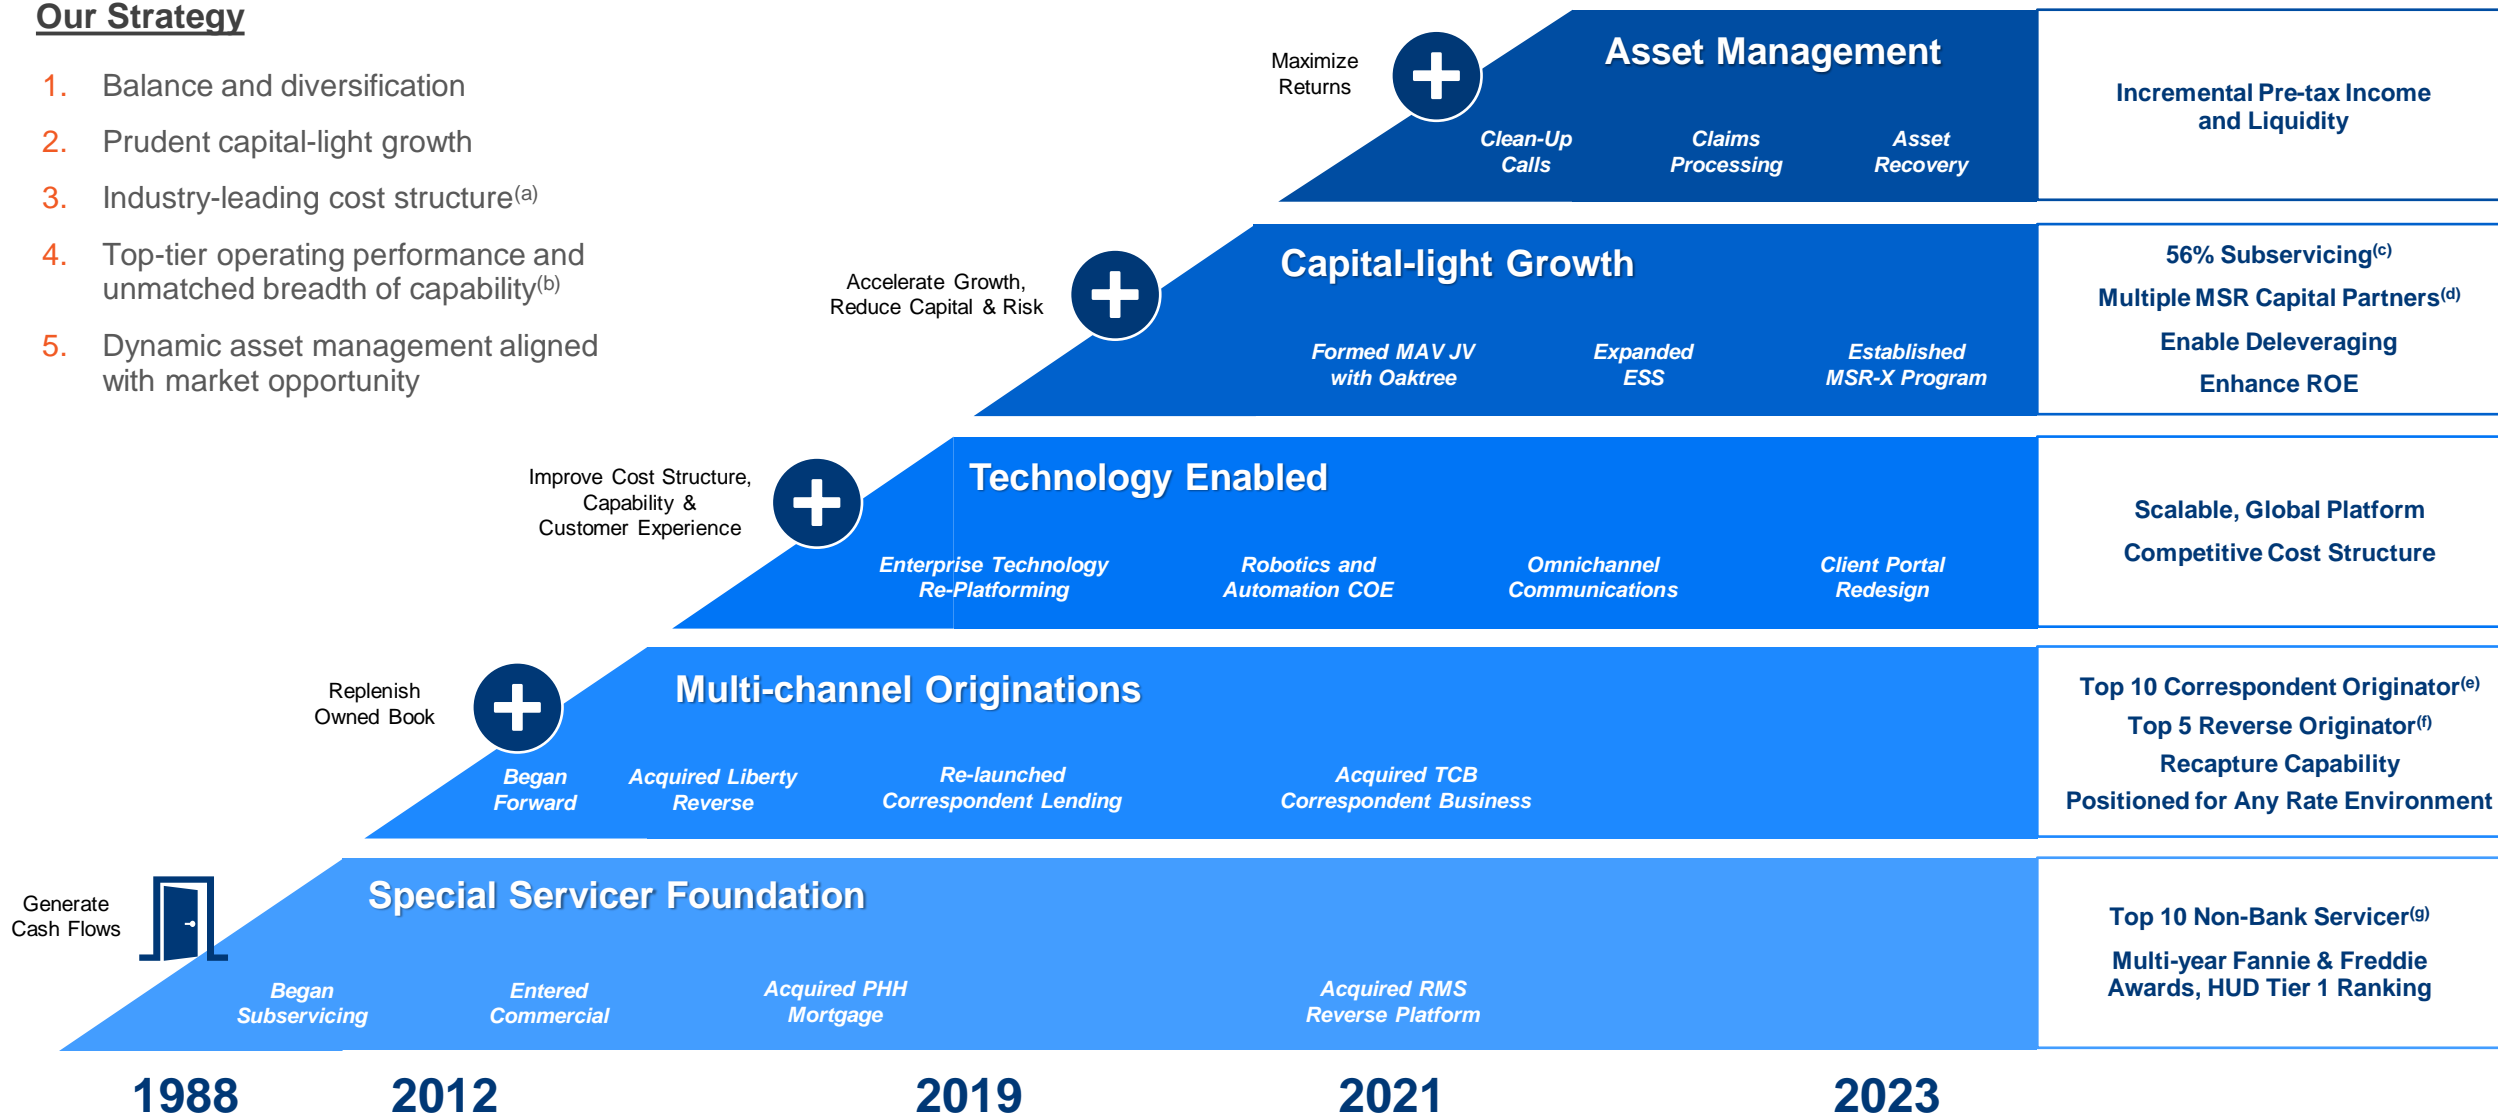 Our Strategy
1. Balance and diversification
2. Prudent capital-light growth
3. Industry-leading cost structure(a)
4. Top-tier operating performance and
unmatched breadth of capability(b)
5. Dynamic asset management aligned
with market opportunity
Maximize
Returns
Asset Management
Clean-Up
Calls
Claims
Processing
Asset
Recovery
Incremental Pre-tax Income
and Liquidity
Accelerate Growth,
Reduce Capital & Risk
Capital-light Growth
Formed MAV JV
with Oaktree
Expanded
ESS
Established
MSR-X Program
56% Subservicing(c)
Multiple MSR Capital Partners(d)
Enable Deleveraging
Enhance ROE
Improve Cost Structure,
Capability &
Customer Experience
Technology Enabled
Enterprise Technology
Re-Platforming
Robotics and
Automation COE
Omnichannel
Communications
Client Portal
Redesign
Scalable, Global Platform
Competitive Cost Structure
Replenish
Owned Book
Multi-channel Originations
Began
Forward
Acquired Liberty
Reverse
Re-launched
Correspondent Lending
Acquired TCB
Correspondent Business
Top 10 Correspondent Originator(e)
Top 5 Reverse Originator(f)
Recapture Capability
Positioned for Any Rate Environment
Generate
Cash Flows
Special Servicer Foundation
Began
Subservicing
Entered
Commercial
Acquired PHH
Mortgage
Acquired RMS
Reverse Platform
Top 10 Non-Bank Servicer(g)
Multi-year Fannie & Freddie
Awards, HUD Tier 1 Ranking
1988
2012
2019
2021
2023